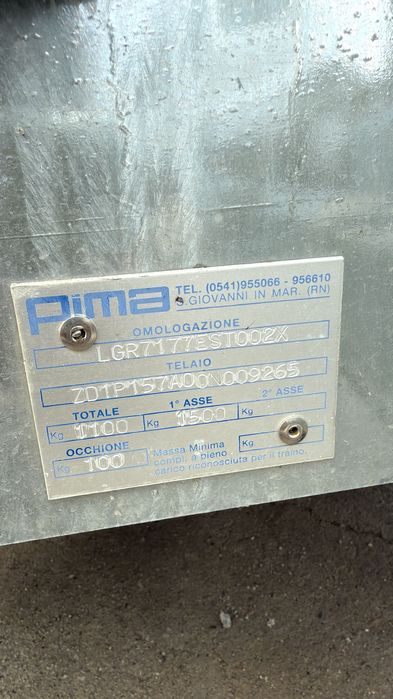 Pima
TEL. (0541)955066 - 956610
S GIOVANNI IN MAR. (RN)
OMOLOGAZIONE
LGR7177EST002X
TELAIO
ZD1P157A00N009265
TOTALE 1° ASSE 2° ASSE
Kg. 1100 Kg. 1500 Kg.
OCCHIONE
Kg. 100
Massa Minima Kg.
compl. a pieno
carico riconosciuta per il traino.